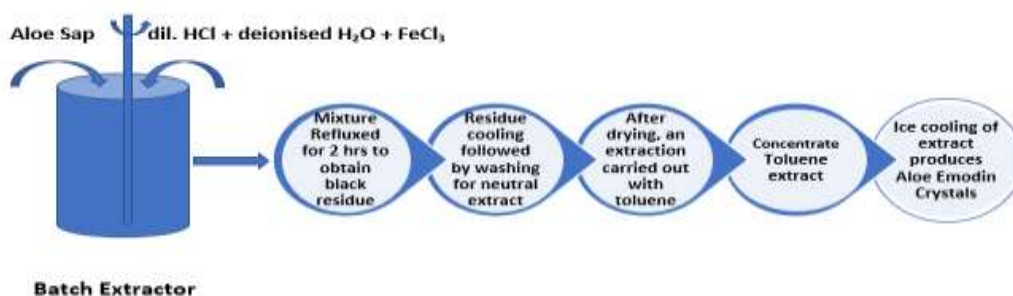 Aloe Sap
dil. HCl + deionised H₂O + FeCl₃
Mixture
Refluxed
for 2 hrs to
obtain
black
residue
Residue
cooling
followed
by washing
for neutral
extract
After
drying, an
extraction
carried out
with
toluene
Concentrate
Toluene
extract
Ice cooling of
extract
produces
Aloe Emodin
Crystals
Batch Extractor